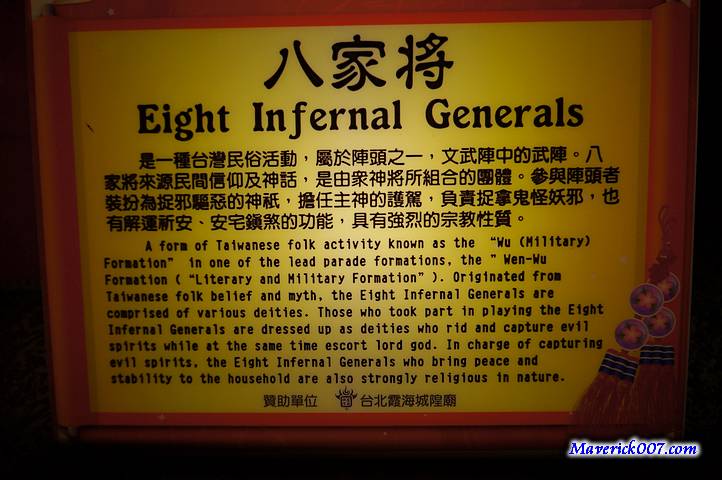 八家將
Eight Infernal Generals
是一種台灣民俗活動，屬於陣頭之一，文武陣中的武陣。八
家將來源民間信仰及神話，是由眾神將所組合的團體。參與陣頭者
裝扮為捉邪驅惡的神祇，擔任主神的護駕，負責捉拿鬼怪妖邪，也
有解運祈安、安宅鎮煞的功能，具有強烈的宗教性質。
A form of Taiwanese folk activity known as the “Wu (Military)
Formation” in one of the lead parade formations, the ” Wen-Wu
Formation ( “Literary and Military Formation” ). Originated from
Taiwanese folk belief and myth, the Eight Infernal Generals are
comprised of various deities. Those who took part in playing the Eight
Infernal Generals are dressed up as deities who rid and capture evil
spirits while at the same time escort lord god. In charge of capturing
evil spirits, the Eight Infernal Generals who bring peace and
stability to the household are also strongly religious in nature.
贊助單位 台北霞海城隍廟
Maverick007.com